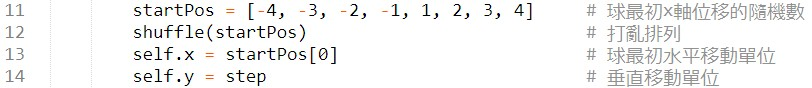 11 startPos = [-4, -3, -2, -1, 1, 2, 3, 4] # 球最初x軸位移的隨機數
12 shuffle(startPos) # 打亂排列
13 self.x = startPos[0] # 球最初水平移動單位
14 self.y = step # 垂直移動單位